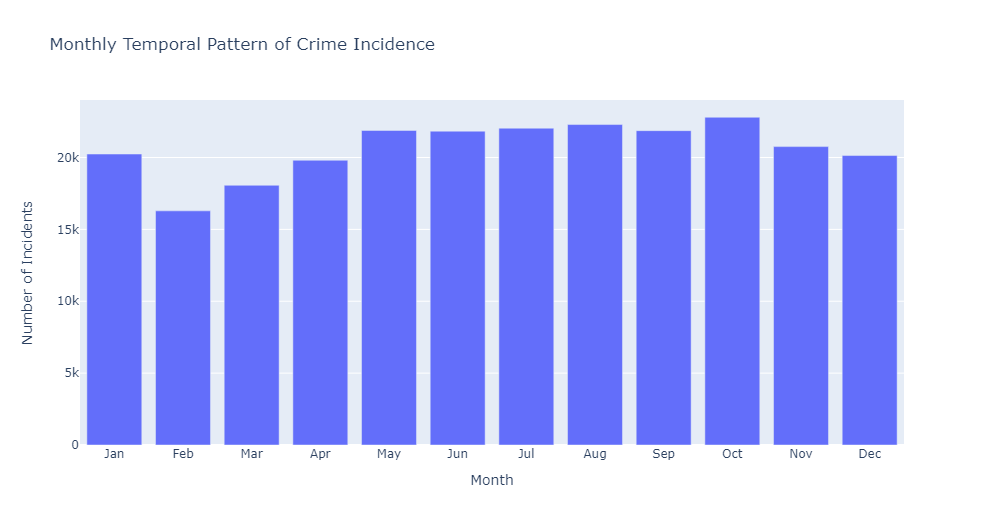 Monthly Temporal Pattern of Crime Incidence
20k
15k
10k
5k
0
Number of Incidents
Jan Feb Mar Apr May Jun Jul Aug Sep Oct Nov Dec
Month